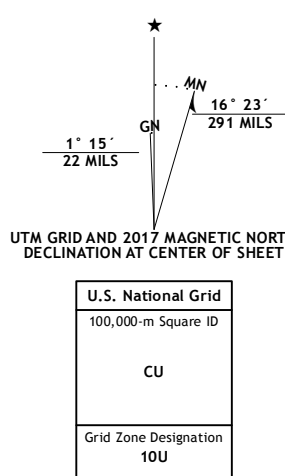 ★
MN
GN
16° 23´
291 MILS
1° 15´
22 MILS
UTM GRID AND 2017 MAGNETIC NORT
DECLINATION AT CENTER OF SHEET
U.S. National Grid
100,000-m Square ID
CU
Grid Zone Designation
10U